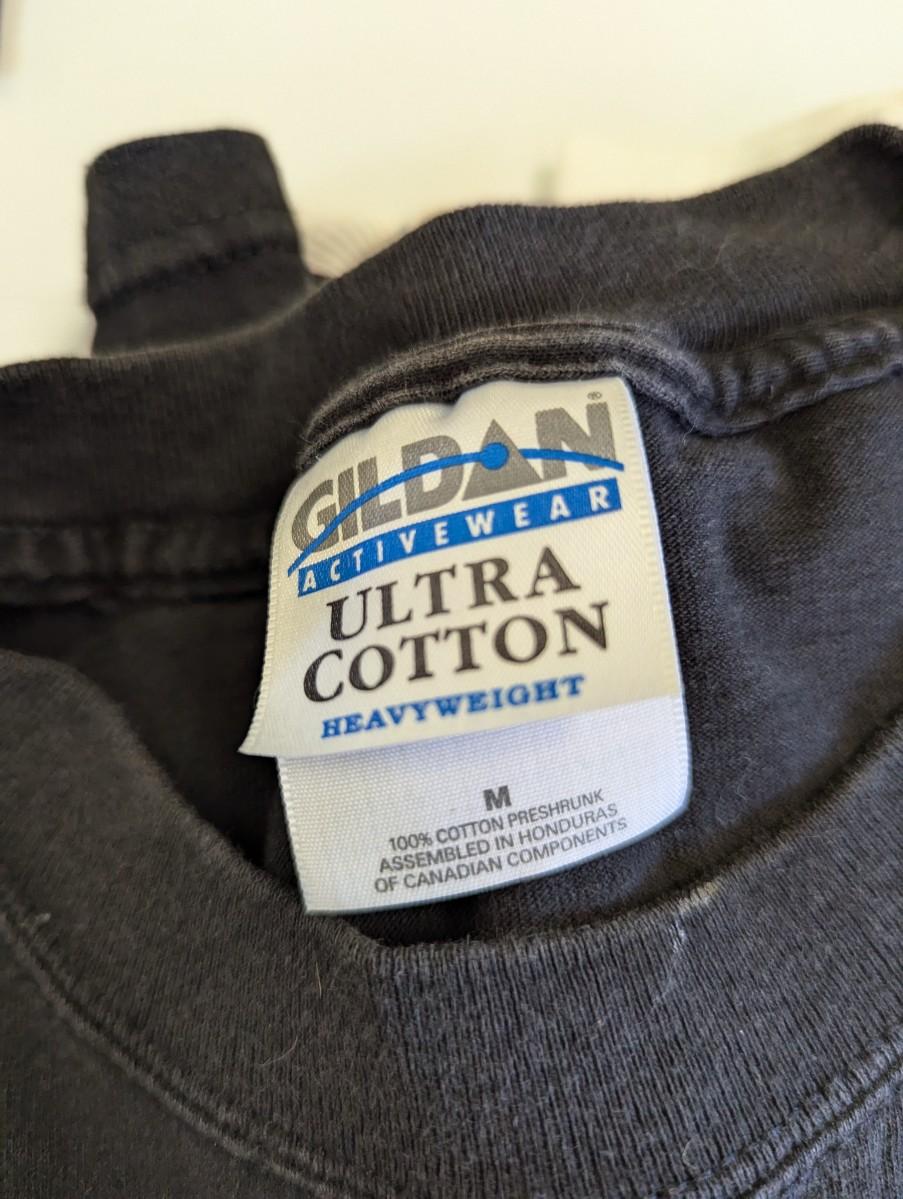 GILDAN®
ACTIVEWEAR
ULTRA
COTTON
HEAVYWEIGHT
M
100% COTTON PRESHRUNK
ASSEMBLED IN HONDURAS
OF CANADIAN COMPONENTS